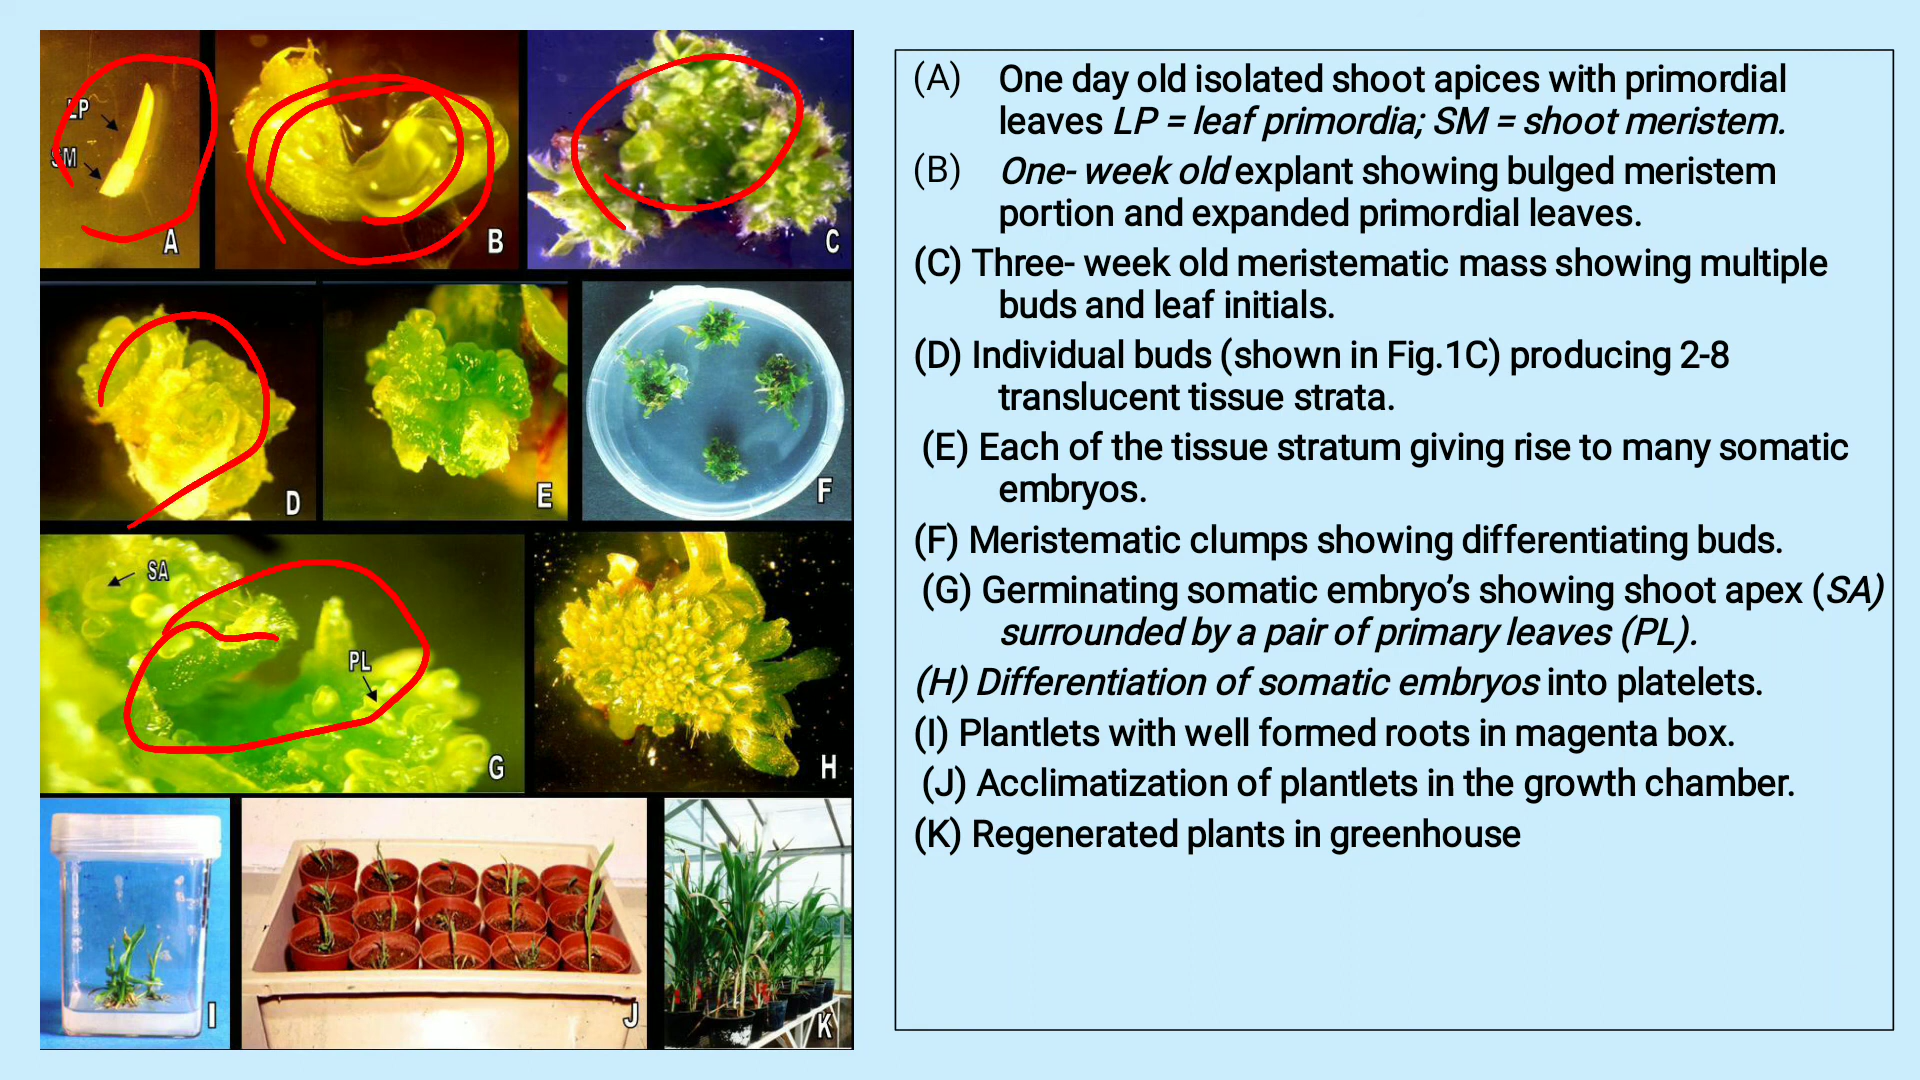 LP
SM
A
B
C
D
E
F
SA
PL
G
H
I
J
K
(A) One day old isolated shoot apices with primordial
leaves LP = leaf primordia; SM = shoot meristem.
(B) One- week old explant showing bulged meristem
portion and expanded primordial leaves.
(C) Three- week old meristematic mass showing multiple
buds and leaf initials.
(D) Individual buds (shown in Fig.1C) producing 2-8
translucent tissue strata.
(E) Each of the tissue stratum giving rise to many somatic
embryos.
(F) Meristematic clumps showing differentiating buds.
(G) Germinating somatic embryo’s showing shoot apex (SA)
surrounded by a pair of primary leaves (PL).
(H) Differentiation of somatic embryos into platelets.
(I) Plantlets with well formed roots in magenta box.
(J) Acclimatization of plantlets in the growth chamber.
(K) Regenerated plants in greenhouse